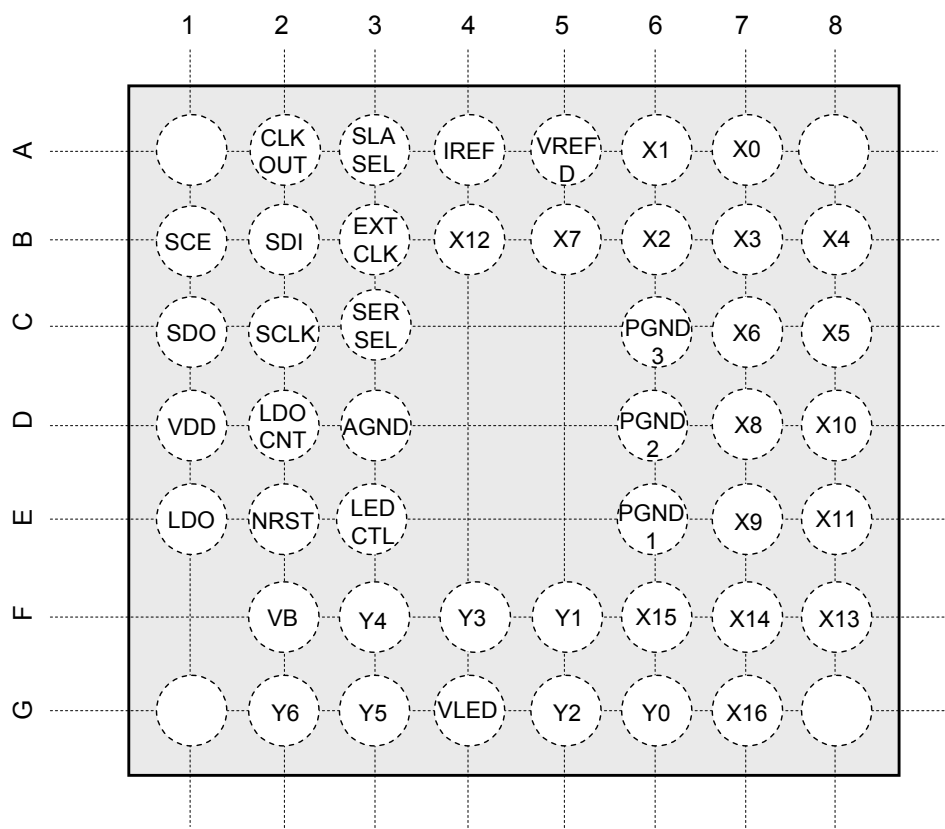 1 2 3 4 5 6 7 8
A CLK OUT SLA SEL IREF VREF D X1 X0
B SCE SDI EXT CLK X12 X7 X2 X3 X4
C SDO SCLK SER SEL PGND 3 X6 X5
D VDD LDO CNT AGND PGND 2 X8 X10
E LDO NRST LED CTL PGND 1 X9 X11
F VB Y4 Y3 Y1 X15 X14 X13
G Y6 Y5 VLED Y2 Y0 X16